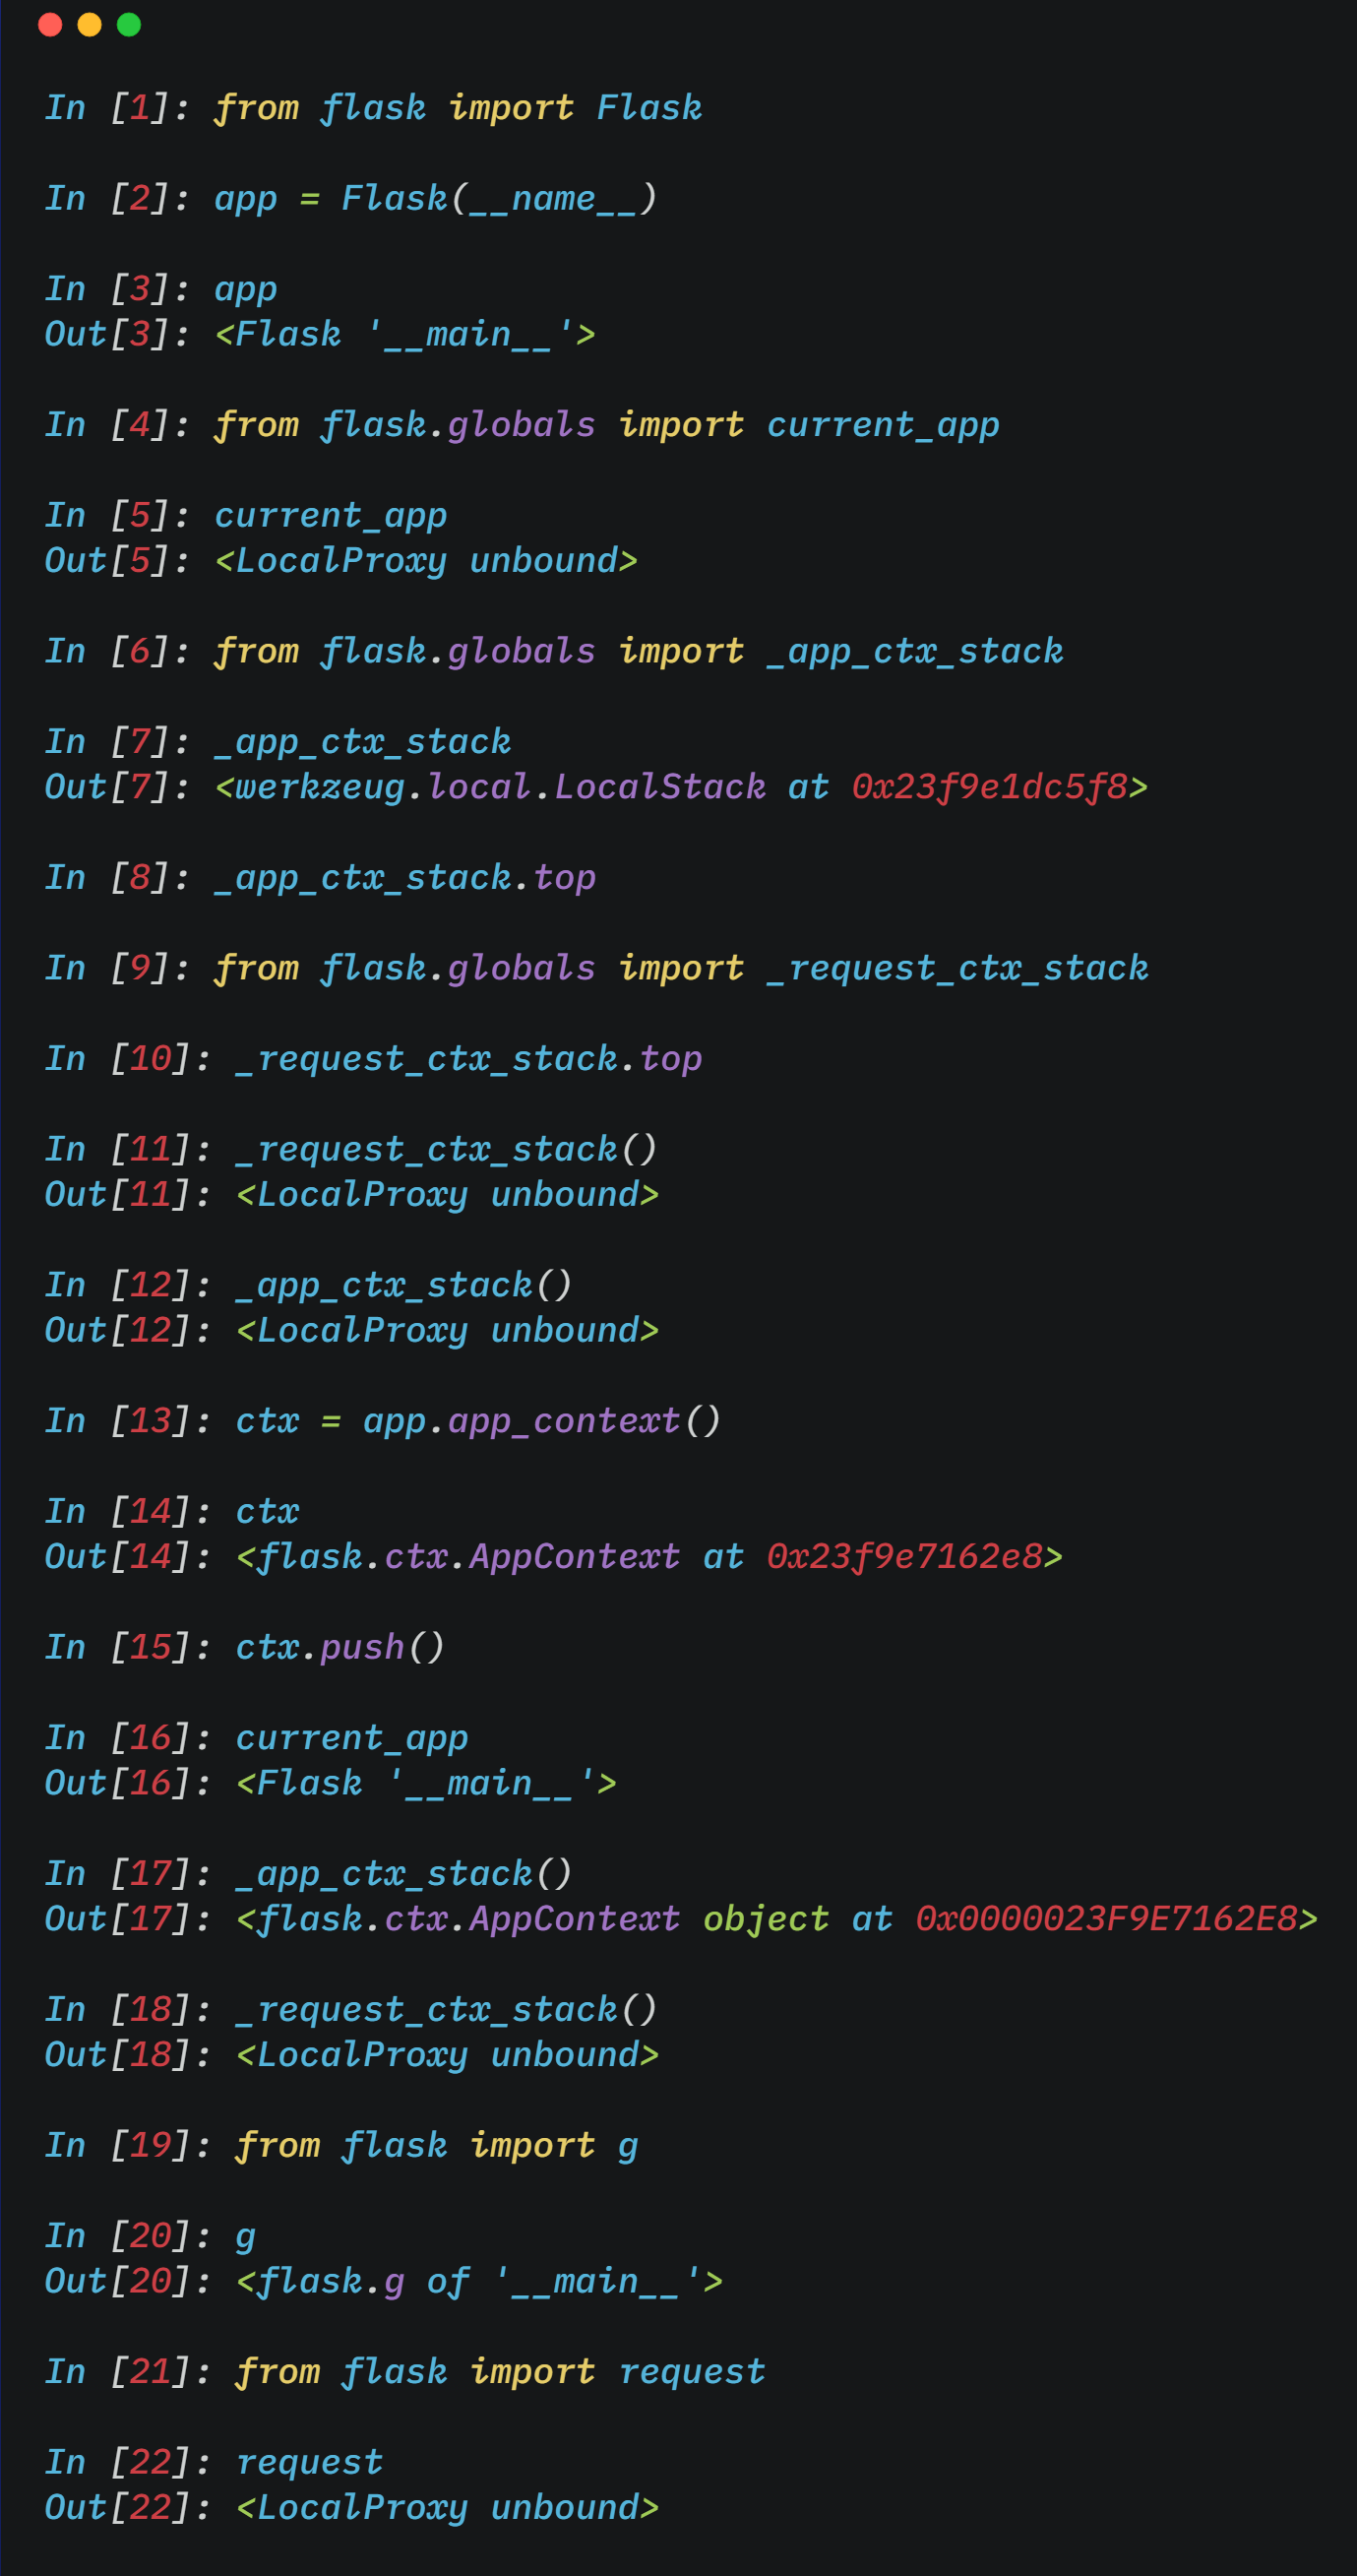 In [1]: from flask import Flask
In [2]: app = Flask(__name__)
In [3]: app
Out[3]: <Flask '__main__'>
In [4]: from flask.globals import current_app
In [5]: current_app
Out[5]: <LocalProxy unbound>
In [6]: from flask.globals import _app_ctx_stack
In [7]: _app_ctx_stack
Out[7]: <werkzeug.local.LocalStack at 0x23f9e1dc5f8>
In [8]: _app_ctx_stack.top
In [9]: from flask.globals import _request_ctx_stack
In [10]: _request_ctx_stack.top
In [11]: _request_ctx_stack()
Out[11]: <LocalProxy unbound>
In [12]: _app_ctx_stack()
Out[12]: <LocalProxy unbound>
In [13]: ctx = app.app_context()
In [14]: ctx
Out[14]: <flask.ctx.AppContext at 0x23f9e7162e8>
In [15]: ctx.push()
In [16]: current_app
Out[16]: <Flask '__main__'>
In [17]: _app_ctx_stack()
Out[17]: <flask.ctx.AppContext object at 0x0000023F9E7162E8>
In [18]: _request_ctx_stack()
Out[18]: <LocalProxy unbound>
In [19]: from flask import g
In [20]: g
Out[20]: <flask.g of '__main__'>
In [21]: from flask import request
In [22]: request
Out[22]: <LocalProxy unbound>